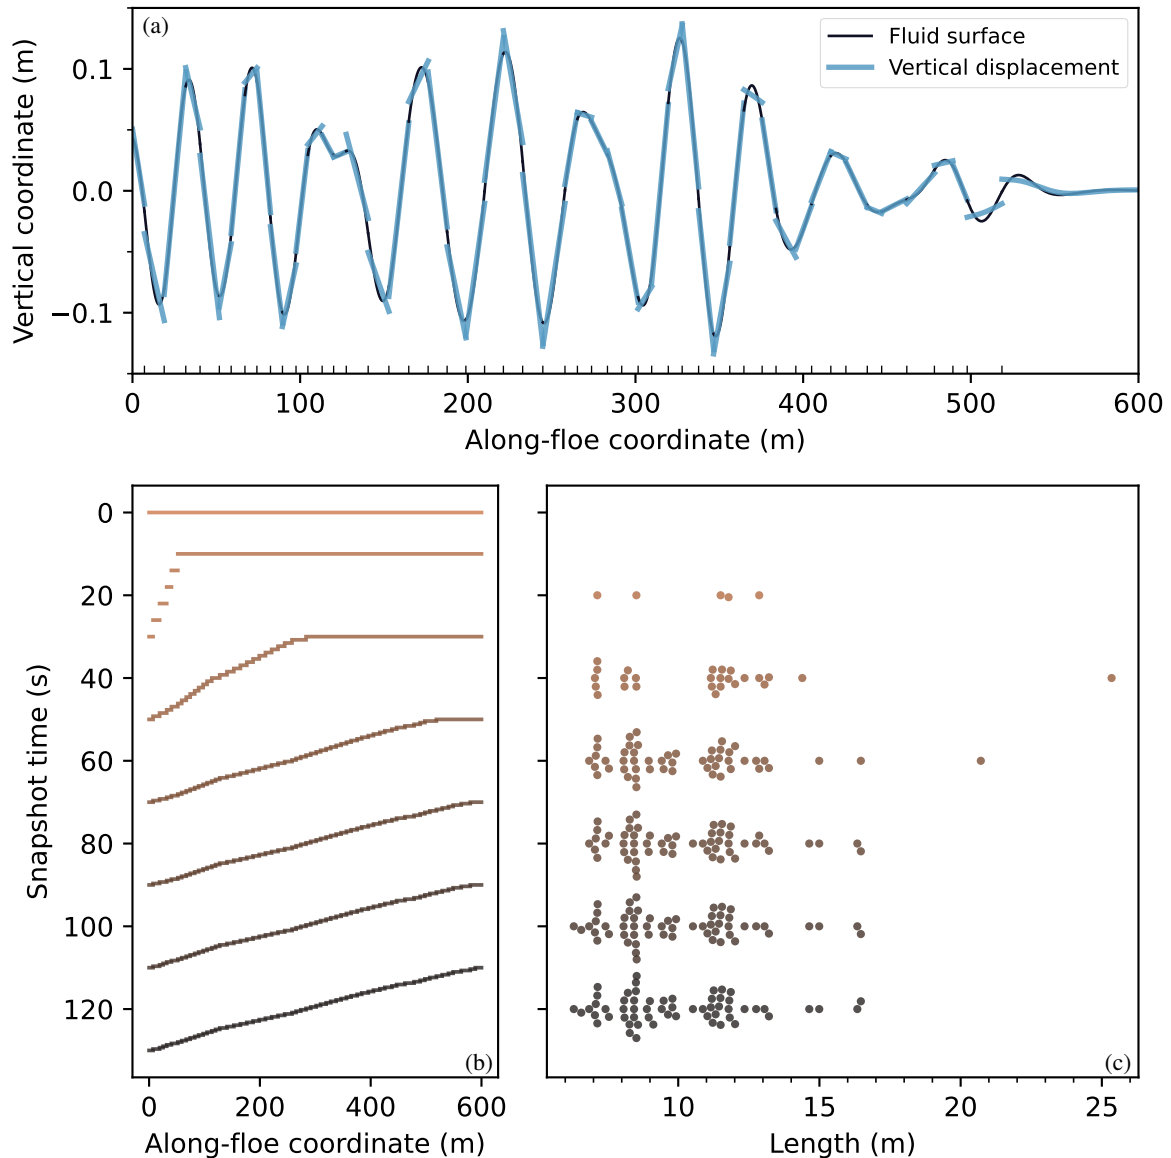 (a)
Fluid surface
Vertical displacement
Vertical coordinate (m)
0.1
0.0
−0.1
0 100 200 300 400 500 600
Along-floe coordinate (m)
Snapshot time (s)
0
20
40
60
80
100
120
(b)
(c)
0 200 400 600
10 15 20 25
Along-floe coordinate (m)
Length (m)